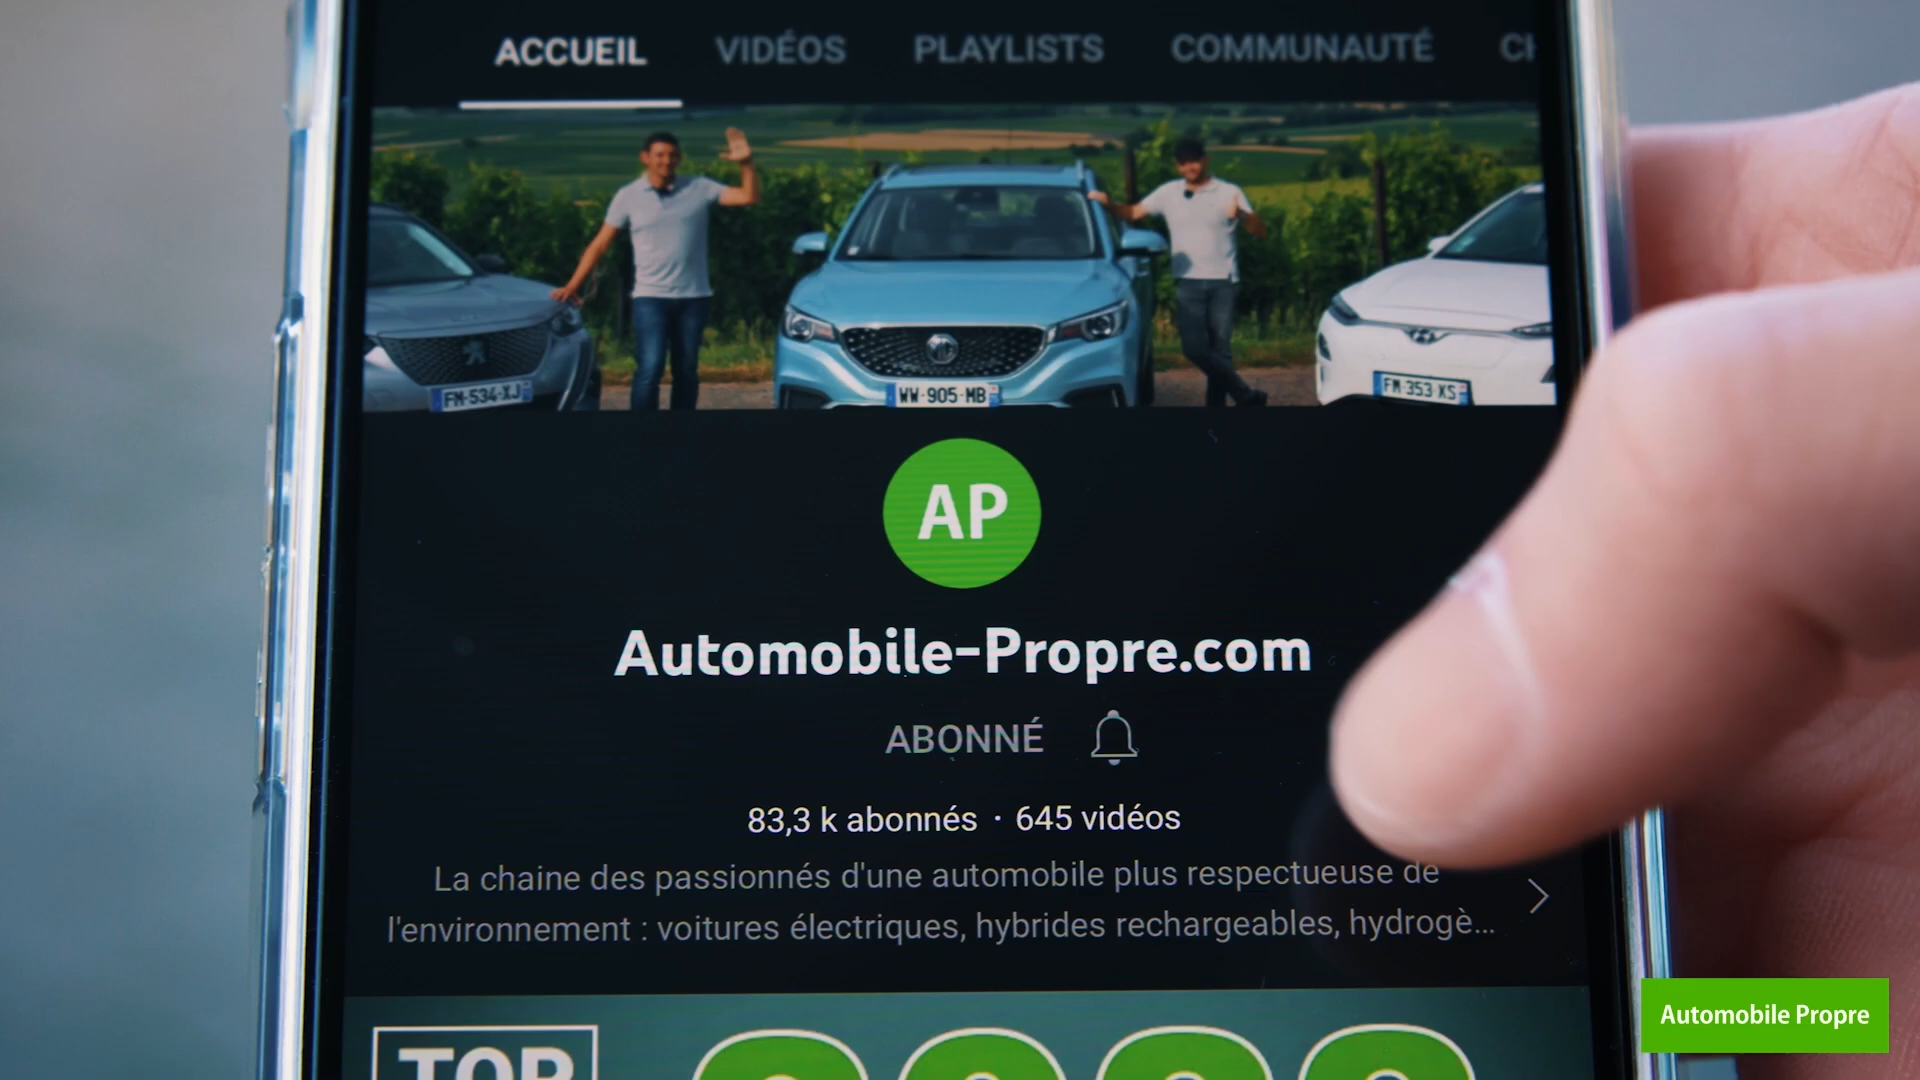 ACCUEIL VIDÉOS PLAYLISTS COMMUNAUTÉ
FM-534-XJ
WW-905-MB
FM-353 XS
AP
Automobile-Propre.com
ABONNÉ
83,3 k abonnés · 645 vidéos
La chaine des passionnés d'une automobile plus respectueuse de
l'environnement : voitures électriques, hybrides rechargeables, hydrogè...
TOP
Automobile Propre